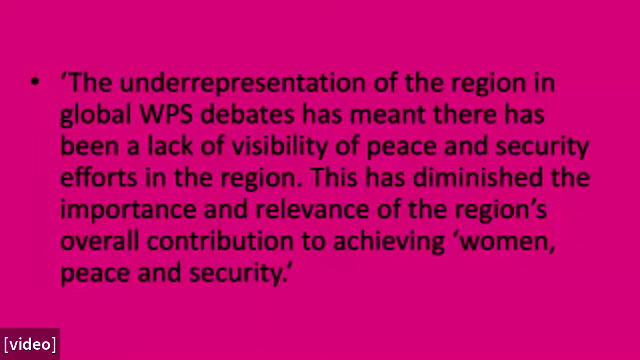 • ‘The underrepresentation of the region in
global WPS debates has meant there has
been a lack of visibility of peace and security
efforts in the region. This has diminished the
importance and relevance of the region’s
overall contribution to achieving ‘women,
peace and security.’
[video]